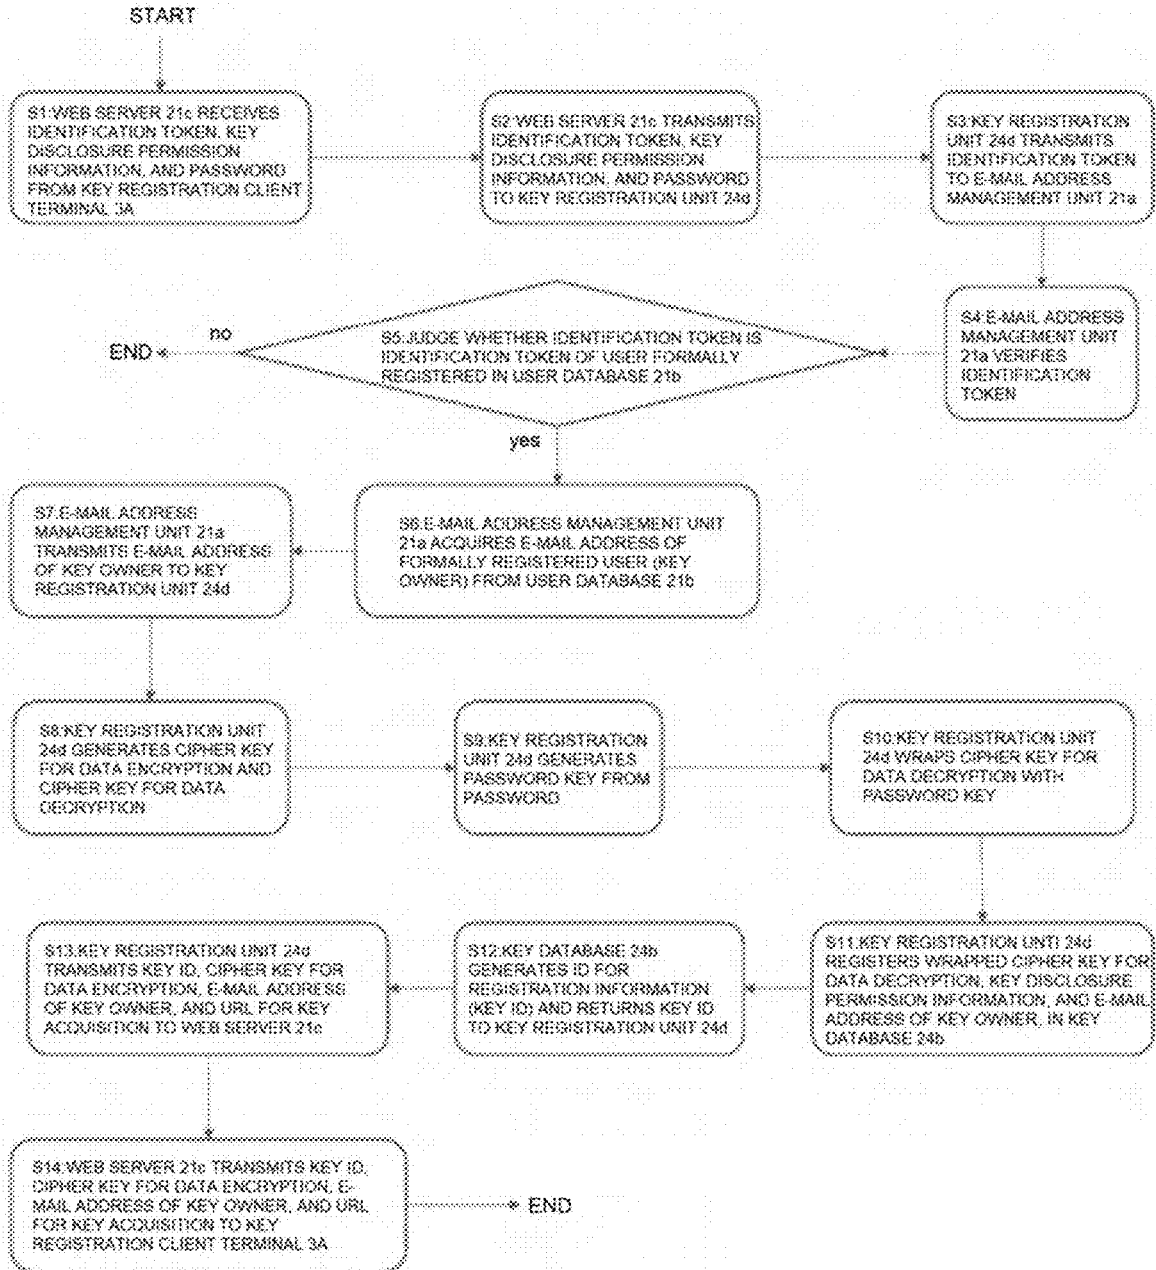 START
S1:WEB SERVER 21c RECEIVES
IDENTIFICATION TOKEN, KEY
DISCLOSURE PERMISSION
INFORMATION, AND PASSWORD
FROM KEY REGISTRATION CLIENT
TERMINAL 3A
S2:WEB SERVER 21c TRANSMITS
IDENTIFICATION TOKEN, KEY
DISCLOSURE PERMISSION
INFORMATION, AND PASSWORD
TO KEY REGISTRATION UNIT 24d
S3:KEY REGISTRATION
UNIT 24d TRANSMITS
IDENTIFICATION TOKEN
TO E-MAIL ADDRESS
MANAGEMENT UNIT 21a
S4:E-MAIL ADDRESS
MANAGEMENT UNIT
21a VERIFIES
IDENTIFICATION
TOKEN
S5:JUDGE WHETHER IDENTIFICATION TOKEN IS
IDENTIFICATION TOKEN OF USER FORMALLY
REGISTERED IN USER DATABASE 21b
no
END
yes
S6:E-MAIL ADDRESS MANAGEMENT UNIT
21a ACQUIRES E-MAIL ADDRESS OF
FORMALLY REGISTERED USER (KEY
OWNER) FROM USER DATABASE 21b
S7:E-MAIL ADDRESS
MANAGEMENT UNIT 21a
TRANSMITS E-MAIL ADDRESS
OF KEY OWNER TO KEY
REGISTRATION UNIT 24d
S8:KEY REGISTRATION UNIT
24d GENERATES CIPHER KEY
FOR DATA ENCRYPTION AND
CIPHER KEY FOR DATA
DECRYPTION
S9:KEY REGISTRATION
UNIT 24d GENERATES
PASSWORD KEY FROM
PASSWORD
S10:KEY REGISTRATION UNIT
24d WRAPS CIPHER KEY FOR
DATA DECRYPTION WITH
PASSWORD KEY
S11:KEY REGISTRATION UNTI 24d
REGISTERS WRAPPED CIPHER KEY FOR
DATA DECRYPTION, KEY DISCLOSURE
PERMISSION INFORMATION, AND E-MAIL
ADDRESS OF KEY OWNER, IN KEY
DATABASE 24b
S12:KEY DATABASE 24b
GENERATES ID FOR
REGISTRATION INFORMATION
(KEY ID) AND RETURNS KEY ID
TO KEY REGISTRATION UNIT 24d
S13:KEY REGISTRATION UNIT 24d
TRANSMITS KEY ID, CIPHER KEY FOR
DATA ENCRYPTION, E-MAIL ADDRESS
OF KEY OWNER, AND URL FOR KEY
ACQUISITION TO WEB SERVER 21c
S14:WEB SERVER 21c TRANSMITS KEY ID,
CIPHER KEY FOR DATA ENCRYPTION, E-
MAIL ADDRESS OF KEY OWNER, AND URL
FOR KEY ACQUISITION TO KEY
REGISTRATION CLIENT TERMINAL 3A
END